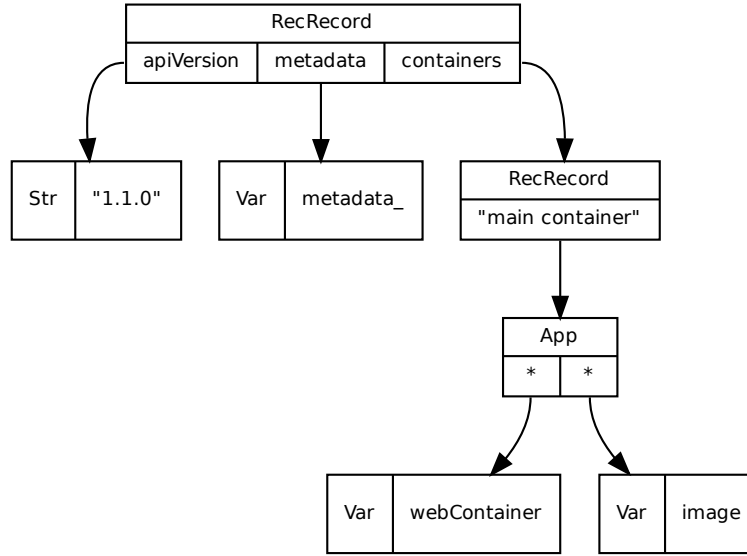 RecRecord
apiVersion metadata containers
Str "1.1.0" Var metadata_ RecRecord
"main container"
App
* *
Var webContainer Var image